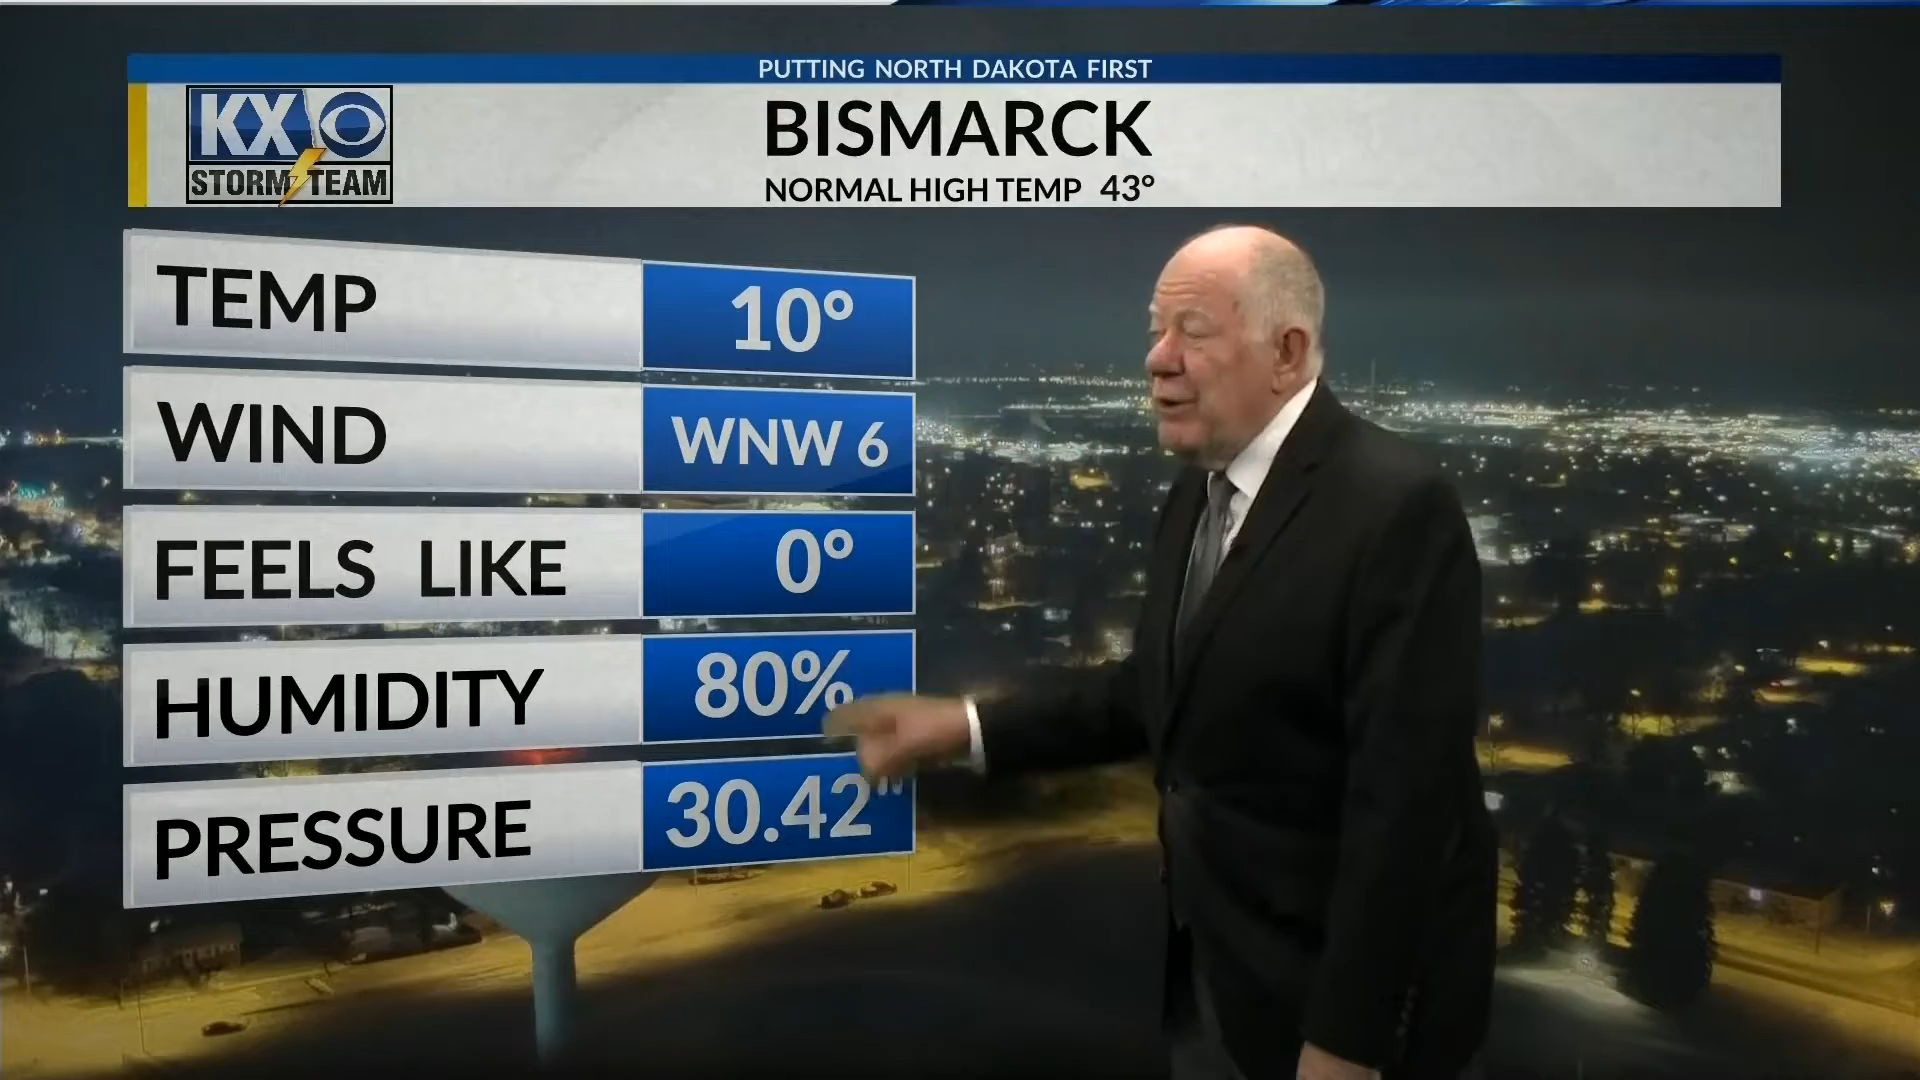 PUTTING NORTH DAKOTA FIRST
KX
STORM TEAM
BISMARCK
NORMAL HIGH TEMP 43°
TEMP 10°
WIND WNW 6
FEELS LIKE 0°
HUMIDITY 80%
PRESSURE 30.42"